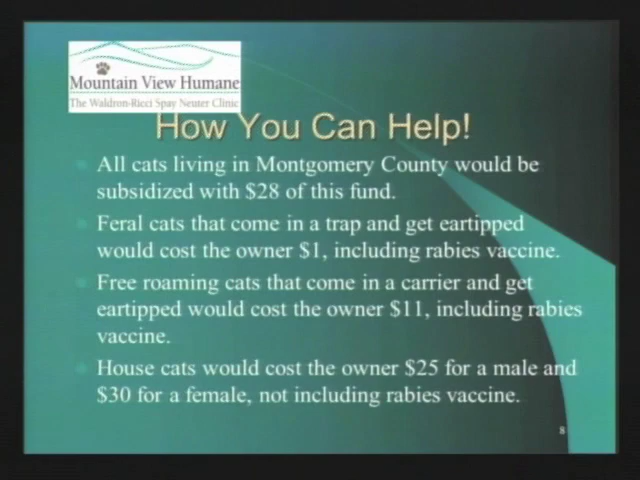 Mountain View Humane
The Waldron-Ricci Spay Neuter Clinic
How You Can Help!
All cats living in Montgomery County would be
subsidized with $28 of this fund.
Feral cats that come in a trap and get eartipped
would cost the owner $1, including rabies vaccine.
Free roaming cats that come in a carrier and get
eartipped would cost the owner $11, including rabies
vaccine.
House cats would cost the owner $25 for a male and
$30 for a female, not including rabies vaccine.
8